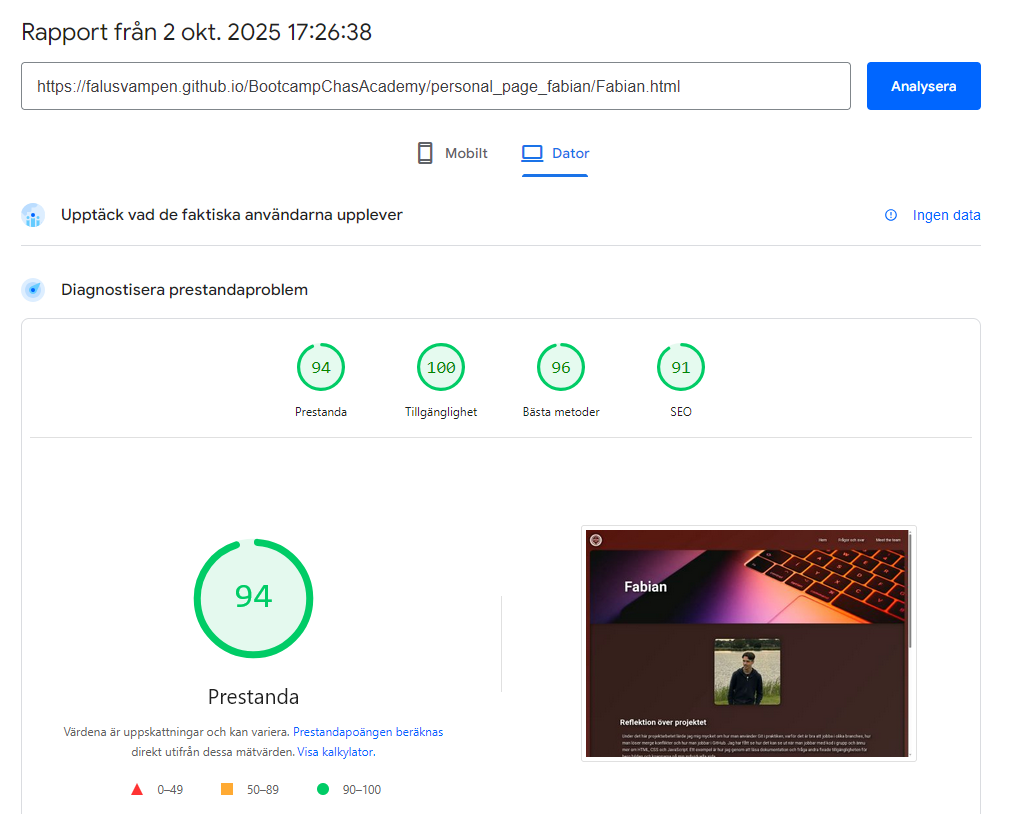 Rapport från 2 okt. 2025 17:26:38
https://falusvampen.github.io/BootcampChasAcademy/personal_page_fabian/Fabian.html
Analysera
Mobilt
Dator
Upptäck vad de faktiska användarna upplever
Ingen data
Diagnostisera prestandaproblem
94
100
96
91
Prestanda
Tillgänglighet
Bästa metoder
SEO
94
Prestanda
Värdena är uppskattningar och kan variera. Prestandapoängen beräknas
direkt utifrån dessa mätvärden. Visa kalkylator.
0–49
50–89
90–100
Hem
Frågor och svar
Meet the team
Fabian
Reflektion över projektet